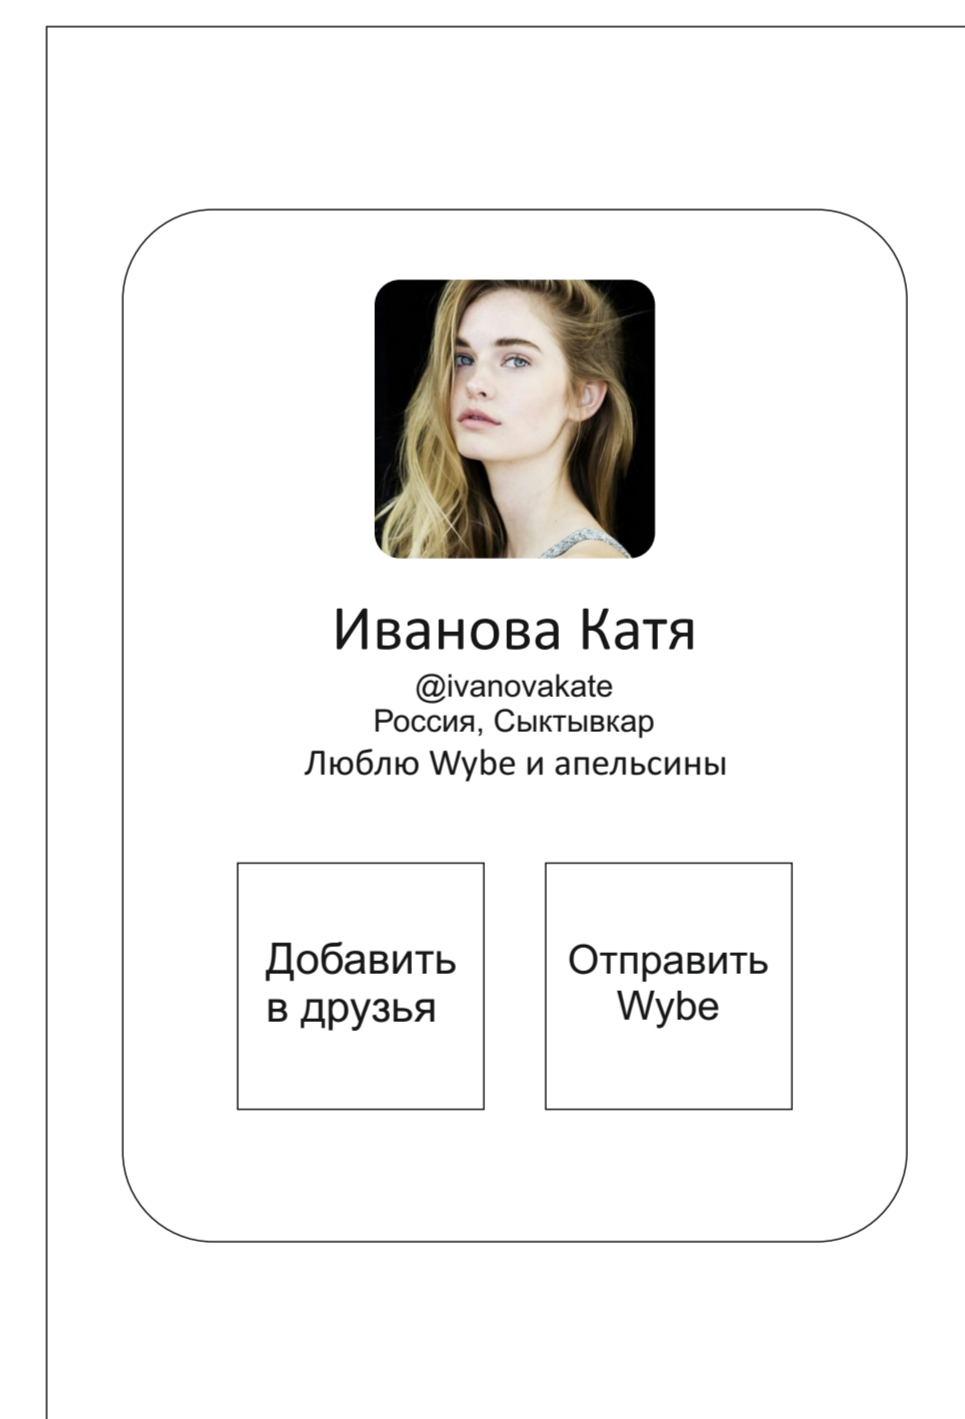 Иванова Катя
@ivanovakate
Россия, Сыктывкар
Люблю Wybe и апельсины
Добавить
в друзья
Отправить
Wybe